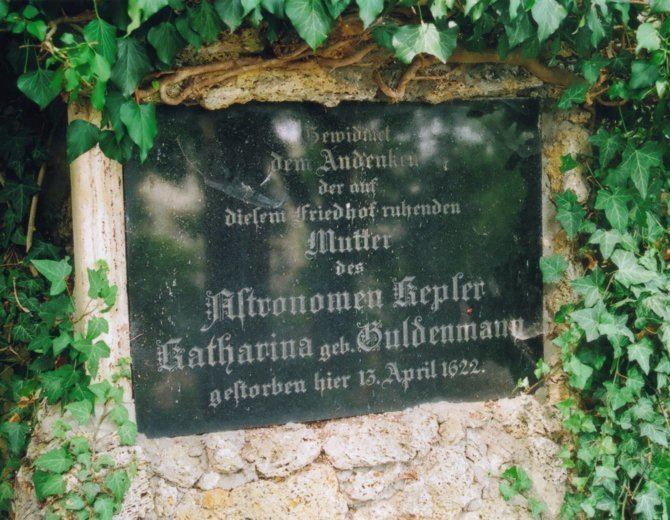 Gewidmet
dem Andenken
der auf
diesem Friedhof ruhenden
Mutter
des
Astronomen Kepler
Katharina geb. Guldenmann
gestorben hier 13. April 1622.